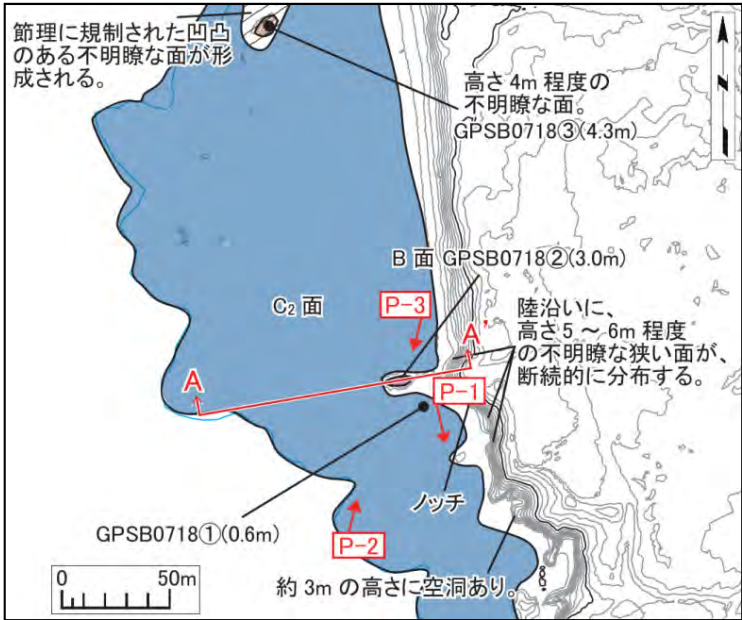 節理に規制された凹凸
のある不明瞭な面が形
成される。
高さ 4m 程度の
不明瞭な面。
GPSB0718③(4.3m)
B 面 GPSB0718②(3.0m)
C₂ 面
P-3
陸沿いに、
高さ 5 ～ 6m 程度
の不明瞭な狭い面が、
断続的に分布する。
A
A'
P-1
ノッチ
GPSB0718①(0.6m)
P-2
約 3m の高さに空洞あり。
0
50m
N